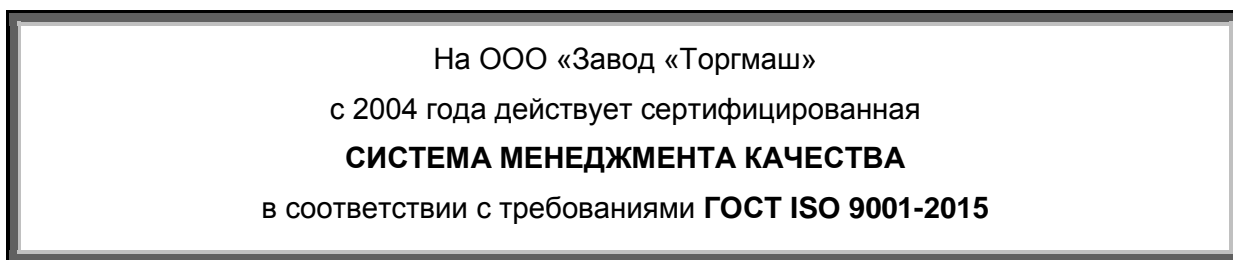 На ООО «Завод «Торгмаш»
с 2004 года действует сертифицированная
СИСТЕМА МЕНЕДЖМЕНТА КАЧЕСТВА
в соответствии с требованиями ГОСТ ISO 9001-2015